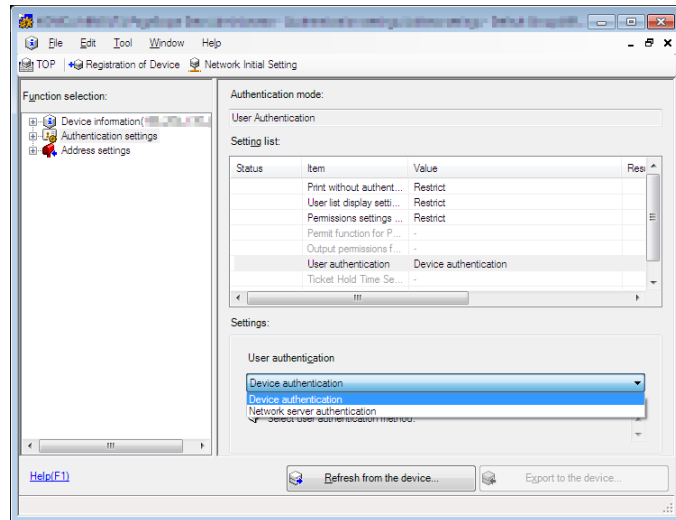 File Edit Tool Window Help
TOP Registration of Device Network Initial Setting
Function selection:
Device information(
Authentication settings
Address settings
Authentication mode:
User Authentication
Setting list:
Status Item Value Res
Print without authent... Restrict
User list display setti... Restrict
Permissions settings ... Restrict
Permit function for P... -
Output permissions f... -
User authentication Device authentication
Ticket Hold Time Se... -
Settings:
User authentication
Device authentication
Device authentication
Network server authentication
Select user authentication method.
Help(F1)
Refresh from the device...
Export to the device...